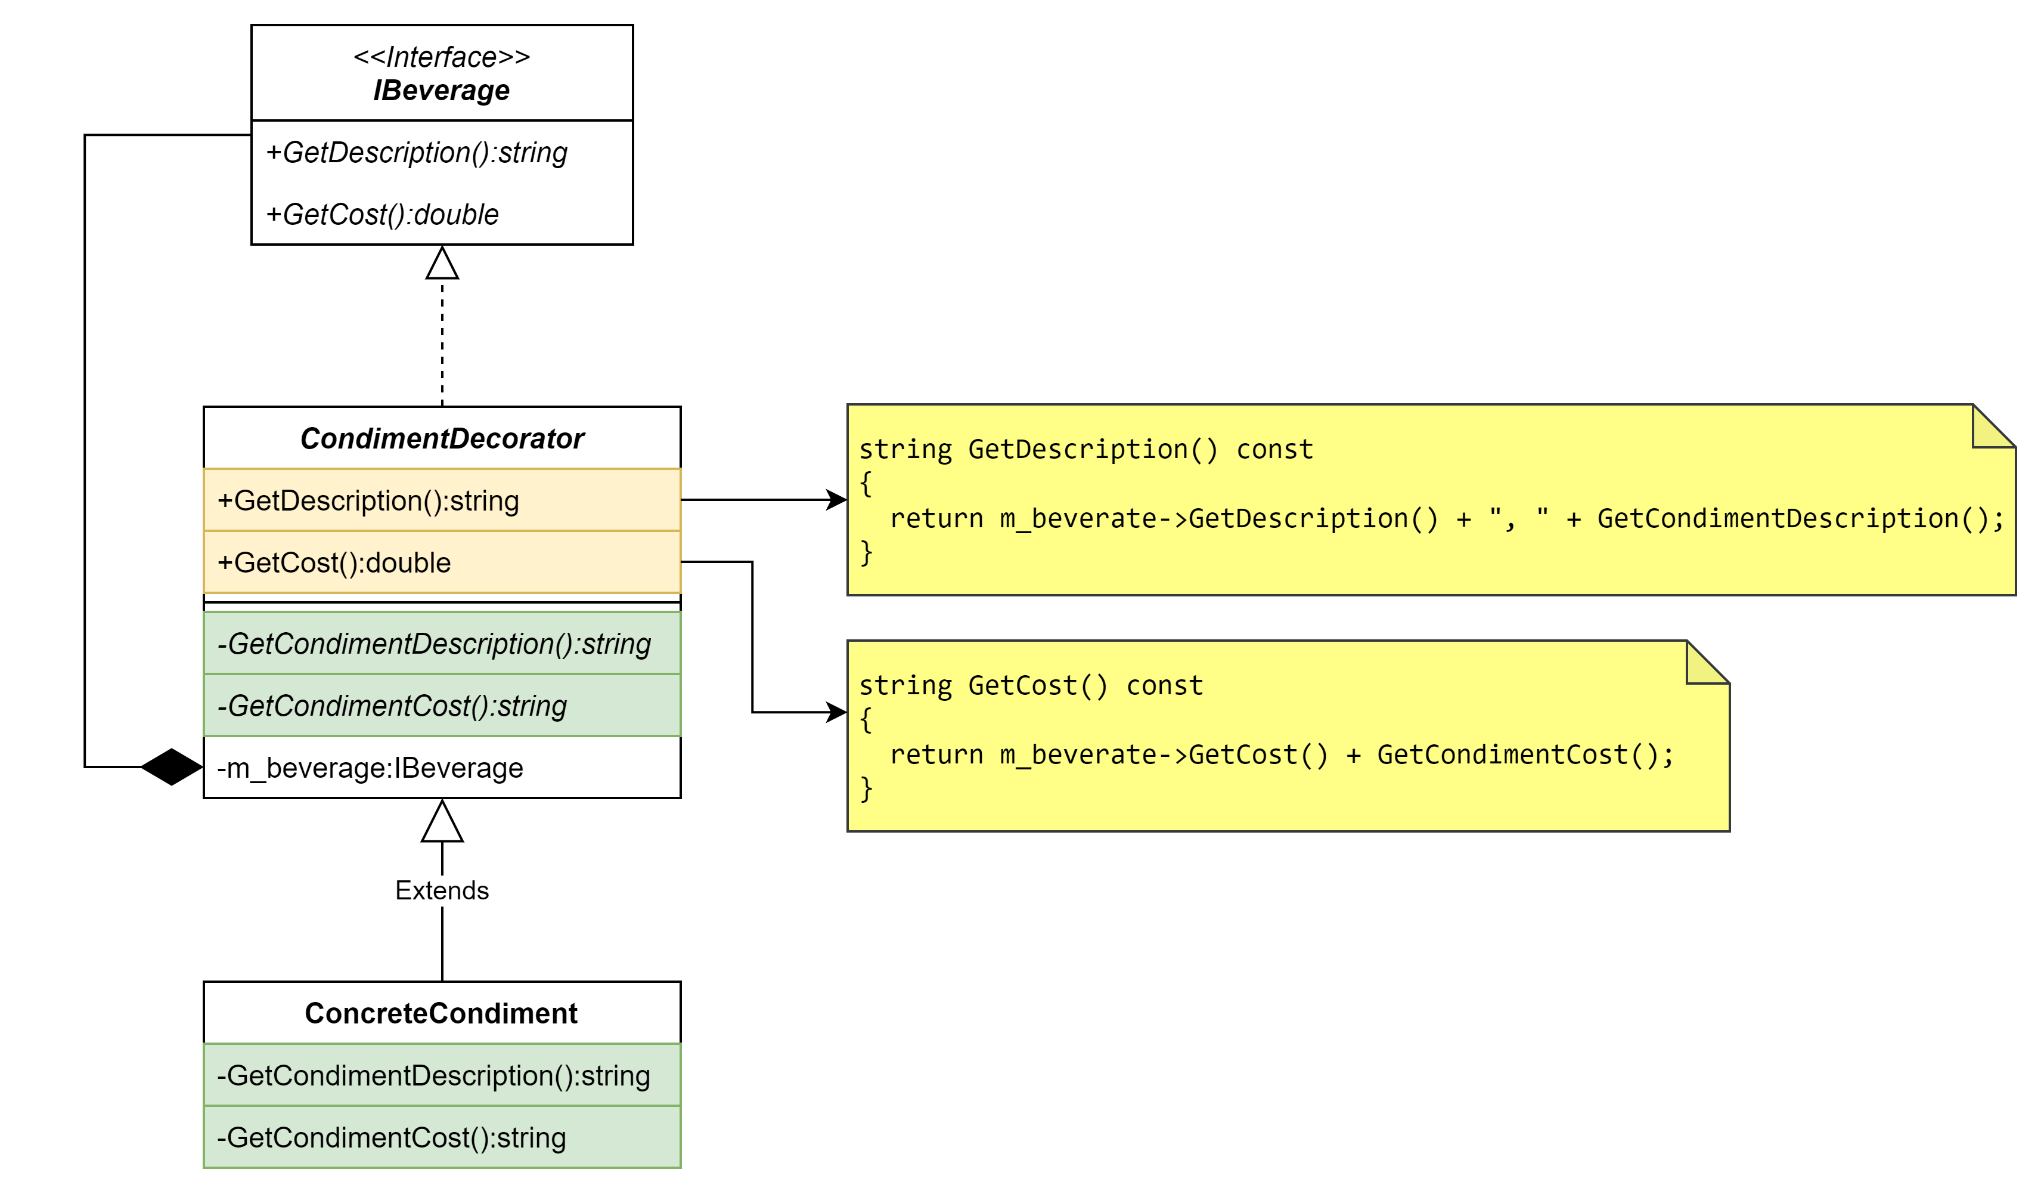 <<Interface>>
IBeverage
+GetDescription():string
+GetCost():double
CondimentDecorator
+GetDescription():string
+GetCost():double
-GetCondimentDescription():string
-GetCondimentCost():string
-m_beverage:IBeverage
string GetDescription() const
{
  return m_beverate->GetDescription() + ", " + GetCondimentDescription();
}
string GetCost() const
{
  return m_beverate->GetCost() + GetCondimentCost();
}
Extends
ConcreteCondiment
-GetCondimentDescription():string
-GetCondimentCost():string